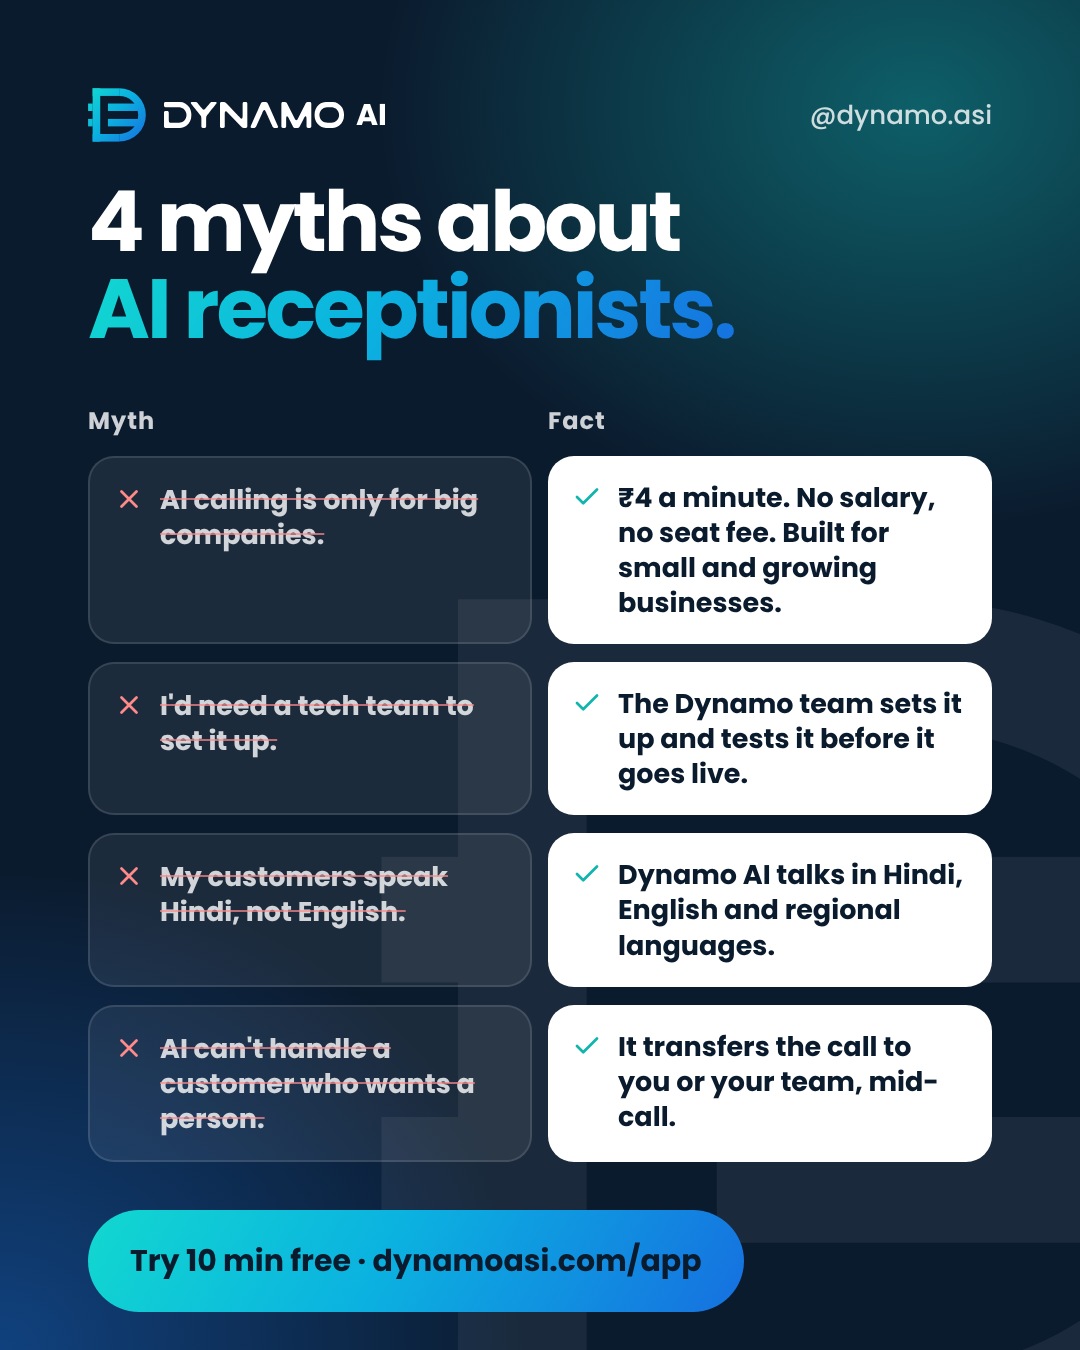 DYNAMO AI
@dynamo.asi
4 myths about
AI receptionists.
Myth
Fact
AI calling is only for big
companies.
₹4 a minute. No salary,
no seat fee. Built for
small and growing
businesses.
I'd need a tech team to
set it up.
The Dynamo team sets it
up and tests it before it
goes live.
My customers speak
Hindi, not English.
Dynamo AI talks in Hindi,
English and regional
languages.
AI can't handle a
customer who wants a
person.
It transfers the call to
you or your team, mid-
call.
Try 10 min free · dynamoasi.com/app